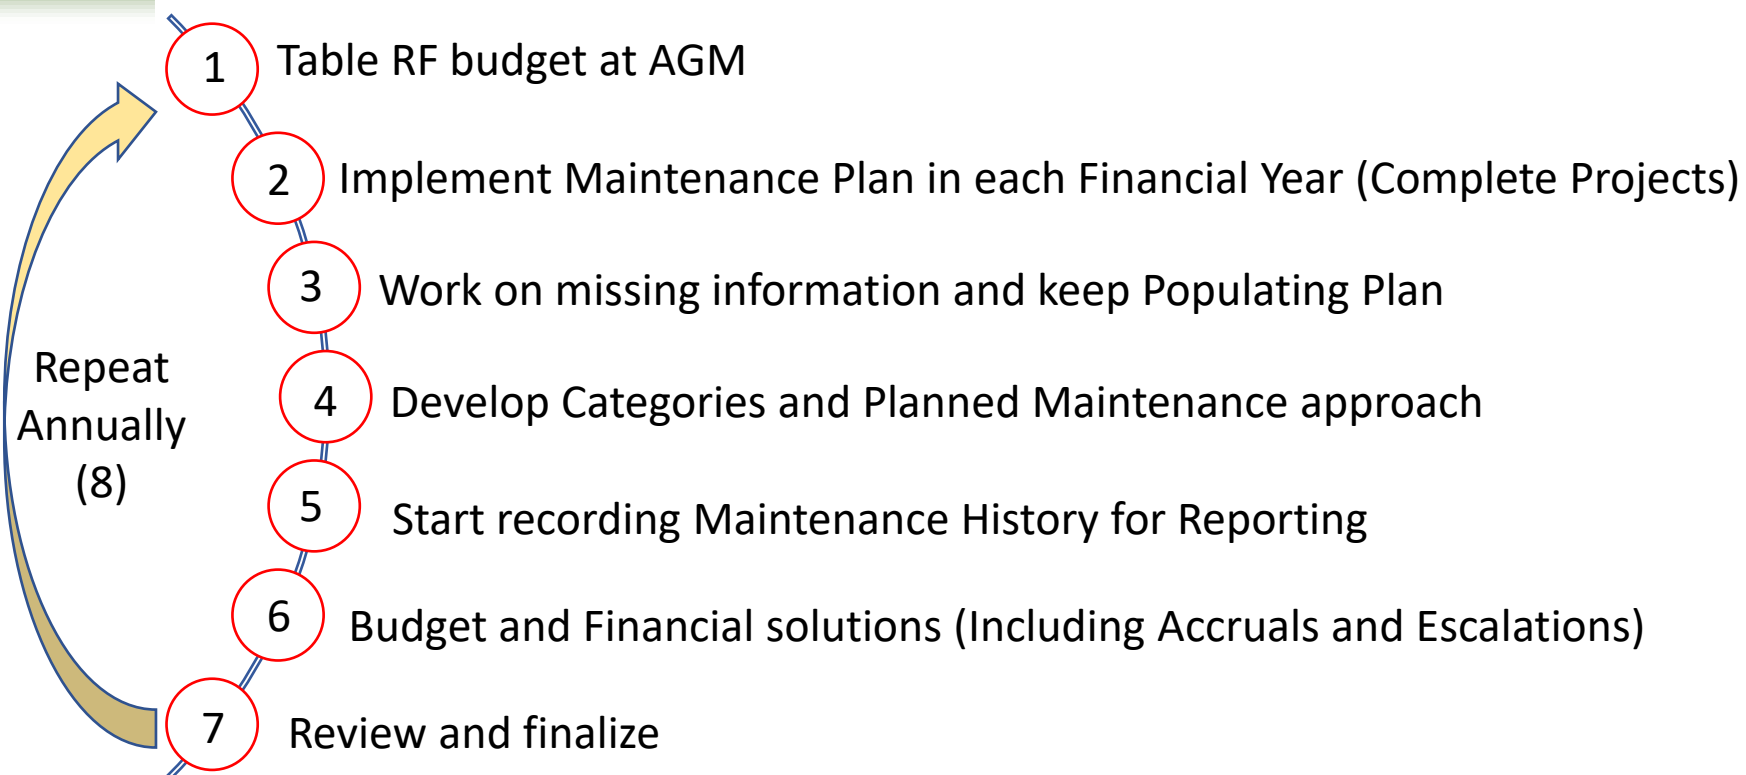 1 Table RF budget at AGM
2 Implement Maintenance Plan in each Financial Year (Complete Projects)
3 Work on missing information and keep Populating Plan
4 Develop Categories and Planned Maintenance approach
5 Start recording Maintenance History for Reporting
6 Budget and Financial solutions (Including Accruals and Escalations)
7 Review and finalize
Repeat
Annually
(8)